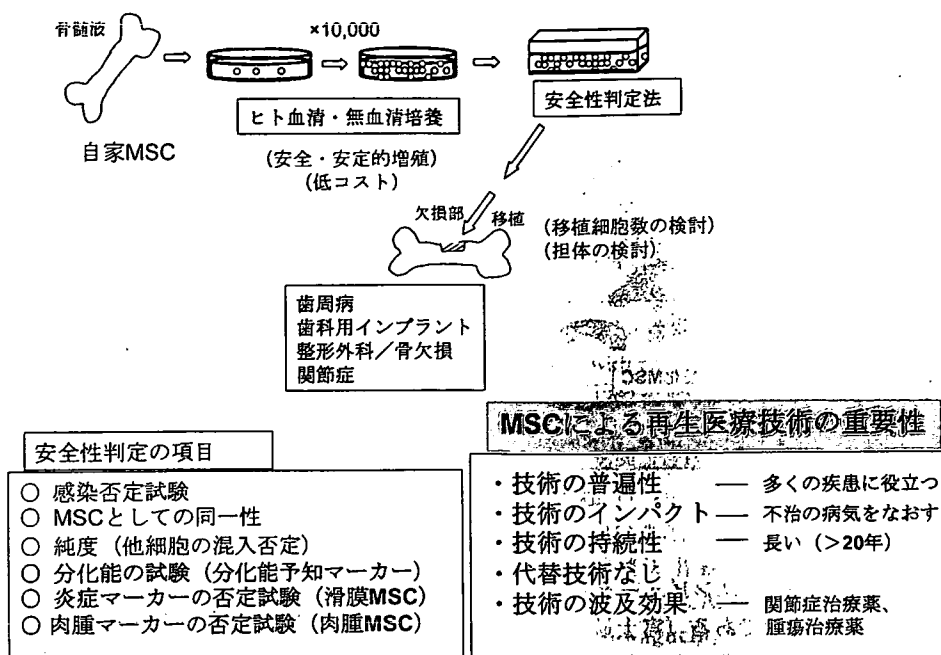 骨髄液
×10,000
自家MSC
ヒト血清・無血清培養
(安全・安定的増殖)
(低コスト)
安全性判定法
欠損部
移植
(移植細胞数の検討)
(担体の検討)
歯周病
歯科用インプラント
整形外科／骨欠損
関節症
安全性判定の項目
○ 感染否定試験
○ MSCとしての同一性
○ 純度（他細胞の混入否定）
○ 分化能の試験（分化能予知マーカー）
○ 炎症マーカーの否定試験（滑膜MSC）
○ 肉腫マーカーの否定試験（肉腫MSC）
MSCによる再生医療技術の重要性
・技術の普遍性 — 多くの疾患に役立つ
・技術のインパクト — 不治の病気をなおす
・技術の持続性 — 長い（＞20年）
・代替技術なし
・技術の波及効果 — 関節症治療薬、
腫瘍治療薬